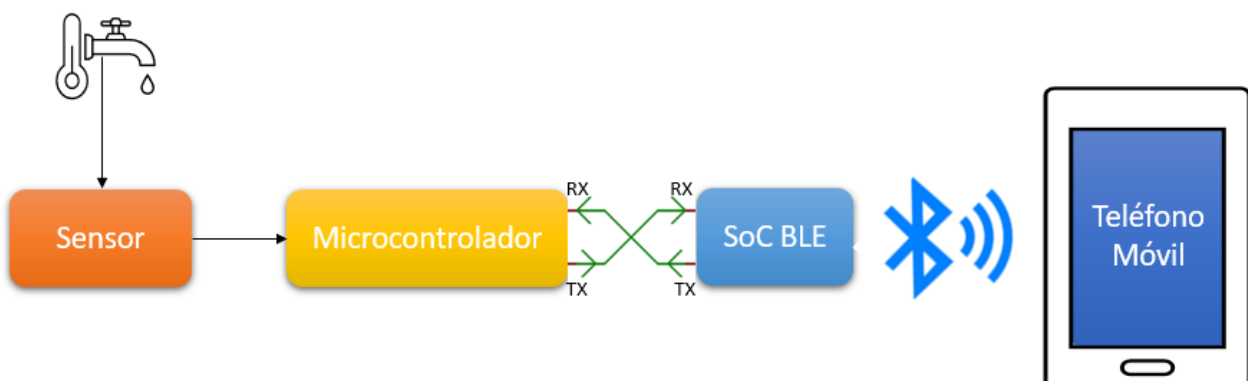 Sensor
Microcontrolador
RX
TX
RX
TX
SoC BLE
Teléfono
Móvil